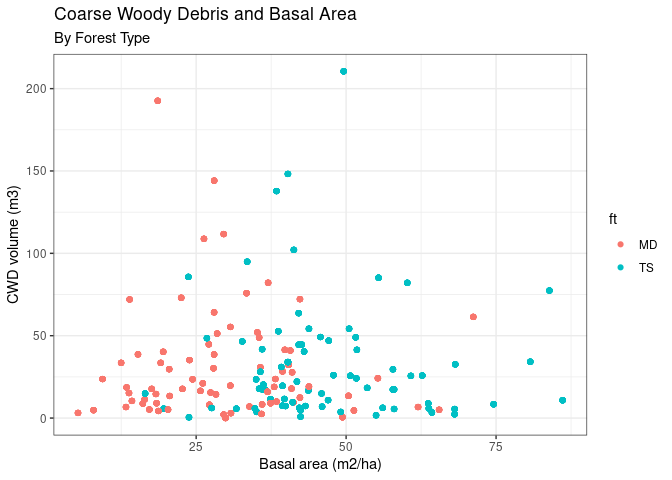 Coarse Woody Debris and Basal Area
By Forest Type
200
150
100
50
0
CWD volume (m3)
25
50
75
Basal area (m2/ha)
ft
MD
TS